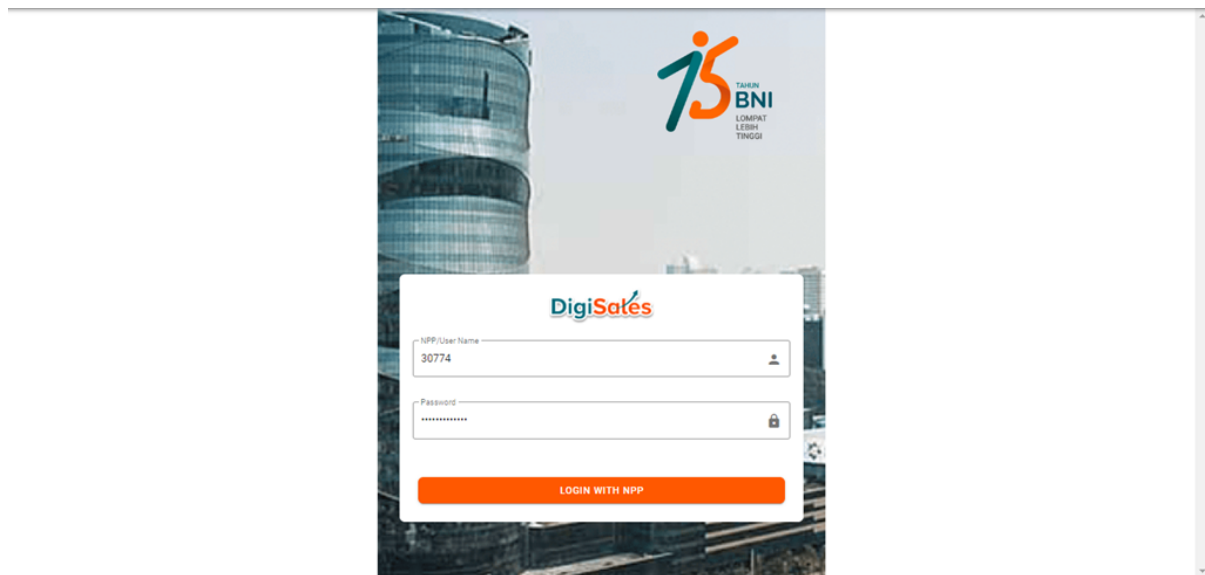 75
TAHUN
BNI
LOMPAT
LEBIH
TINGGI
DigiSales
NPP/User Name
30774
Password
•••••••••••••
LOGIN WITH NPP